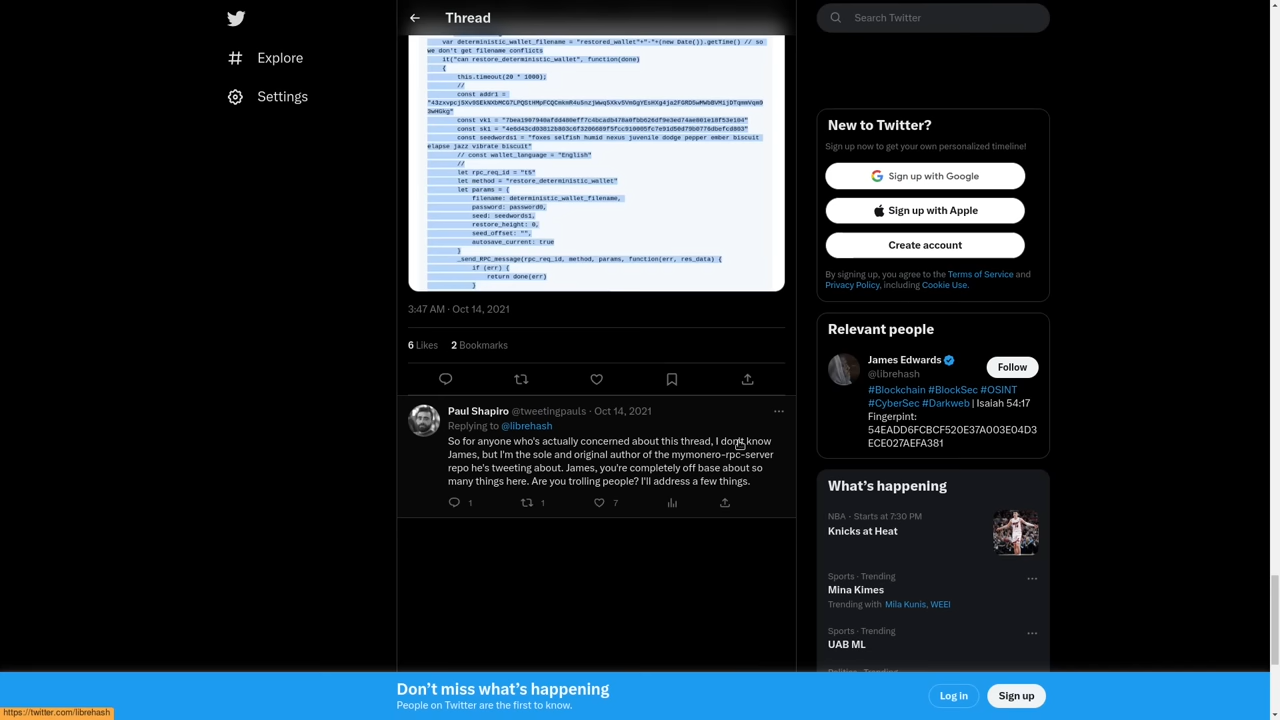 Thread
Search Twitter
Explore
Settings
var deterministic_wallet_filename = "restored_wallet"+"-"+(new Date()).getTime() // so
we don't get filename conflicts
it("can restore_deterministic_wallet", function(done)
{
this.timeout(20 * 1000);
//
const addr1 =
const vk1 =
const sk1 =
const seedwords1 = "foxes selfish humid nexus juvenile dodge pepper ember biscuit
elapse jazz vibrate biscuit"
// const wallet_language = "English"
//
let rpc_req_id = "t5"
let method = "restore_deterministic_wallet"
let params = {
filename: deterministic_wallet_filename,
password: password0,
seed: seedwords1,
restore_height: 0,
seed_offset: "",
autosave_current: true
}
_send_RPC_message(rpc_req_id, method, params, function(err, res_data) {
if (err) {
return done(err)
}
3:47 AM · Oct 14, 2021
6 Likes 2 Bookmarks
Paul Shapiro @tweetingpauls · Oct 14, 2021
Replying to @librehash
So for anyone who's actually concerned about this thread, I don't know
James, but I'm the sole and original author of the mymonero-rpc-server
repo he's tweeting about. James, you're completely off base about so
many things here. Are you trolling people? I'll address a few things.
1 1 7
New to Twitter?
Sign up now to get your own personalized timeline!
Sign up with Google
Sign up with Apple
Create account
By signing up, you agree to the Terms of Service and
Privacy Policy, including Cookie Use.
Relevant people
James Edwards
@librehash
Follow
#Blockchain #BlockSec #OSINT
#CyberSec #Darkweb | Isaiah 54:17
Fingerprint:
54EADD6FCBCF520E37A003E04D3
ECE027AEFA381
What's happening
NBA · Starts at 7:30 PM
Knicks at Heat
Sports · Trending
Mina Kimes
Trending with Mila Kunis, WEEI
Sports · Trending
UAB ML
Don't miss what's happening
People on Twitter are the first to know.
Log in
Sign up
https://twitter.com/librehash